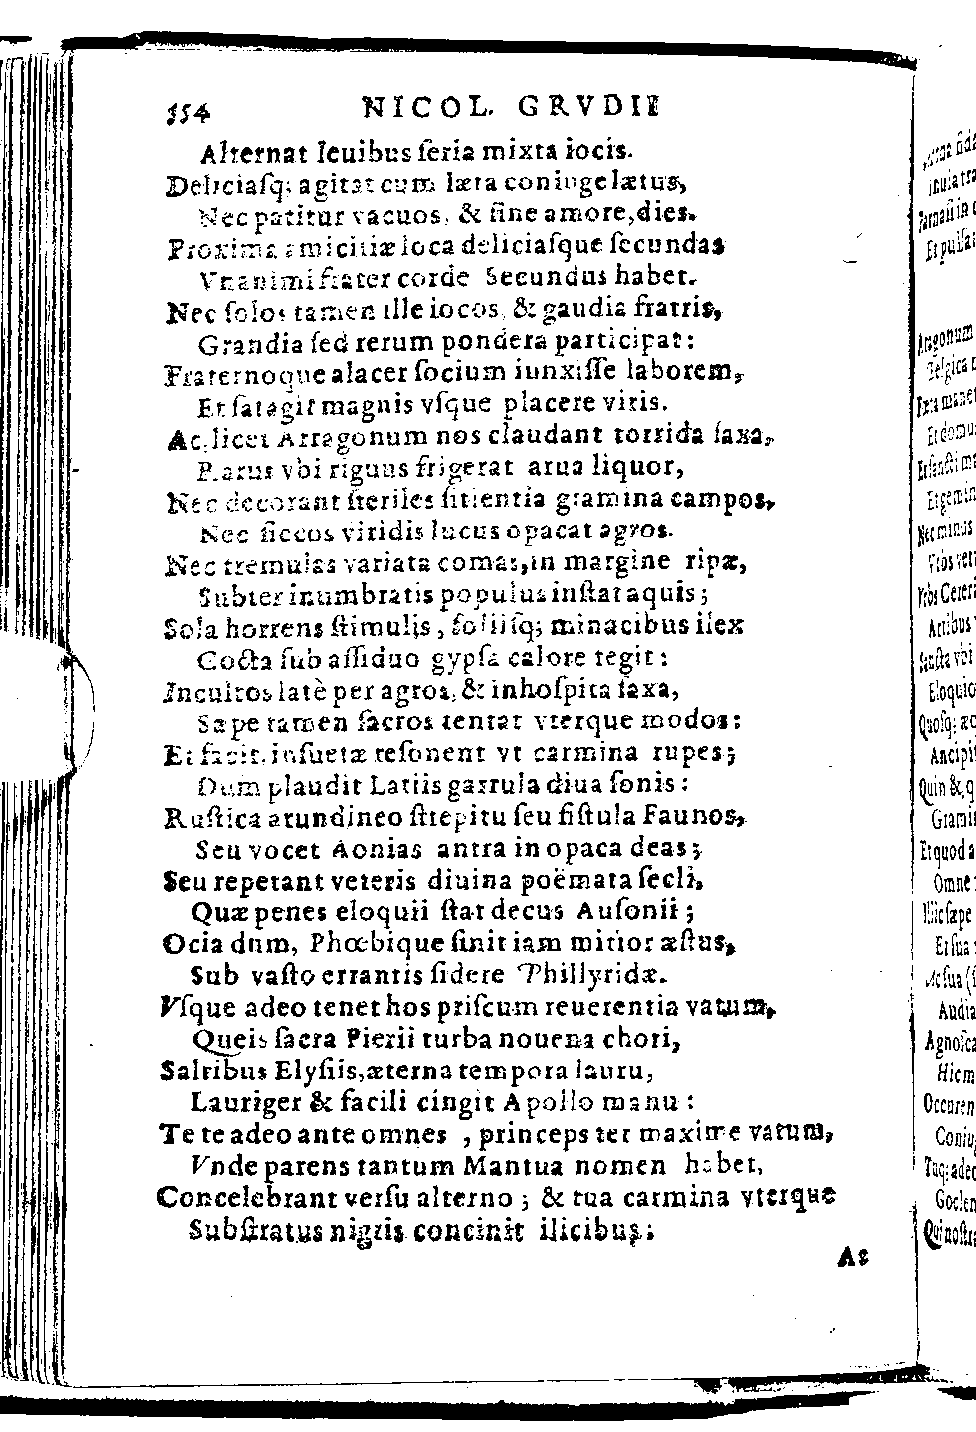 554 NICOL. GRVDII
Alternat leuibus ſeria mixta iocis.
Deliciaſq; agitat cum læta coniuge lætus,
Nec patitur vacuos, & ſine amore, dies.
Proxima amicitiæ loca deliciaſque ſecundas
Vnanimi frater corde Secundus habet.
Nec ſolos tamen ille iocos, & gaudia fratris,
Grandia ſed rerum pondera participat:
Fraternoque alacer ſocium iunxiſſe laborem,
Et ſatagit magnis vſque placere viris.
Ac licet Arragonum nos claudant torrida ſaxa,
Rarus vbi riguus frigerat arua liquor,
Nec decorant ſteriles ſitientia gramina campos,
Nec ſiccos viridis lucus opacat agros.
Nec tremulas variata comas, in margine ripæ,
Subter inumbratis populus inſtat aquis;
Sola horrens ſtimulis, foliiſq; minacibus ilex
Cocta ſub aſſiduo gypſa calore tegit:
Incultos latè per agros, & inhoſpita ſaxa,
Sæpe tamen ſacros tentat vterque modos:
Et facit, inſuetæ reſonent vt carmina rupes;
Dum plaudit Latiis garrula diua ſonis:
Ruſtica arundineo ſtrepitu ſeu fiſtula Faunos,
Seu vocet Aonias antra in opaca deas;
Seu repetant veteris diuina poëmata ſecli,
Quæ penes eloquii ſtat decus Auſonii;
Ocia dum, Phœbique ſinit iam mitior æſtus,
Sub vaſto errantis ſidere Phillyridæ.
Vſque adeo tenet hos priſcum reuerentia vatum,
Queis ſacra Pierii turba nouena chori,
Saltibus Elyſiis, æterna tempora lauru,
Lauriger & facili cingit Apollo manu:
Te te adeo ante omnes, princeps ter maxime vatum,
Vnde parens tantum Mantua nomen habet,
Concelebrant verſu alterno; & tua carmina vterque
Subſtratus nigris concinit ilicibus;
At